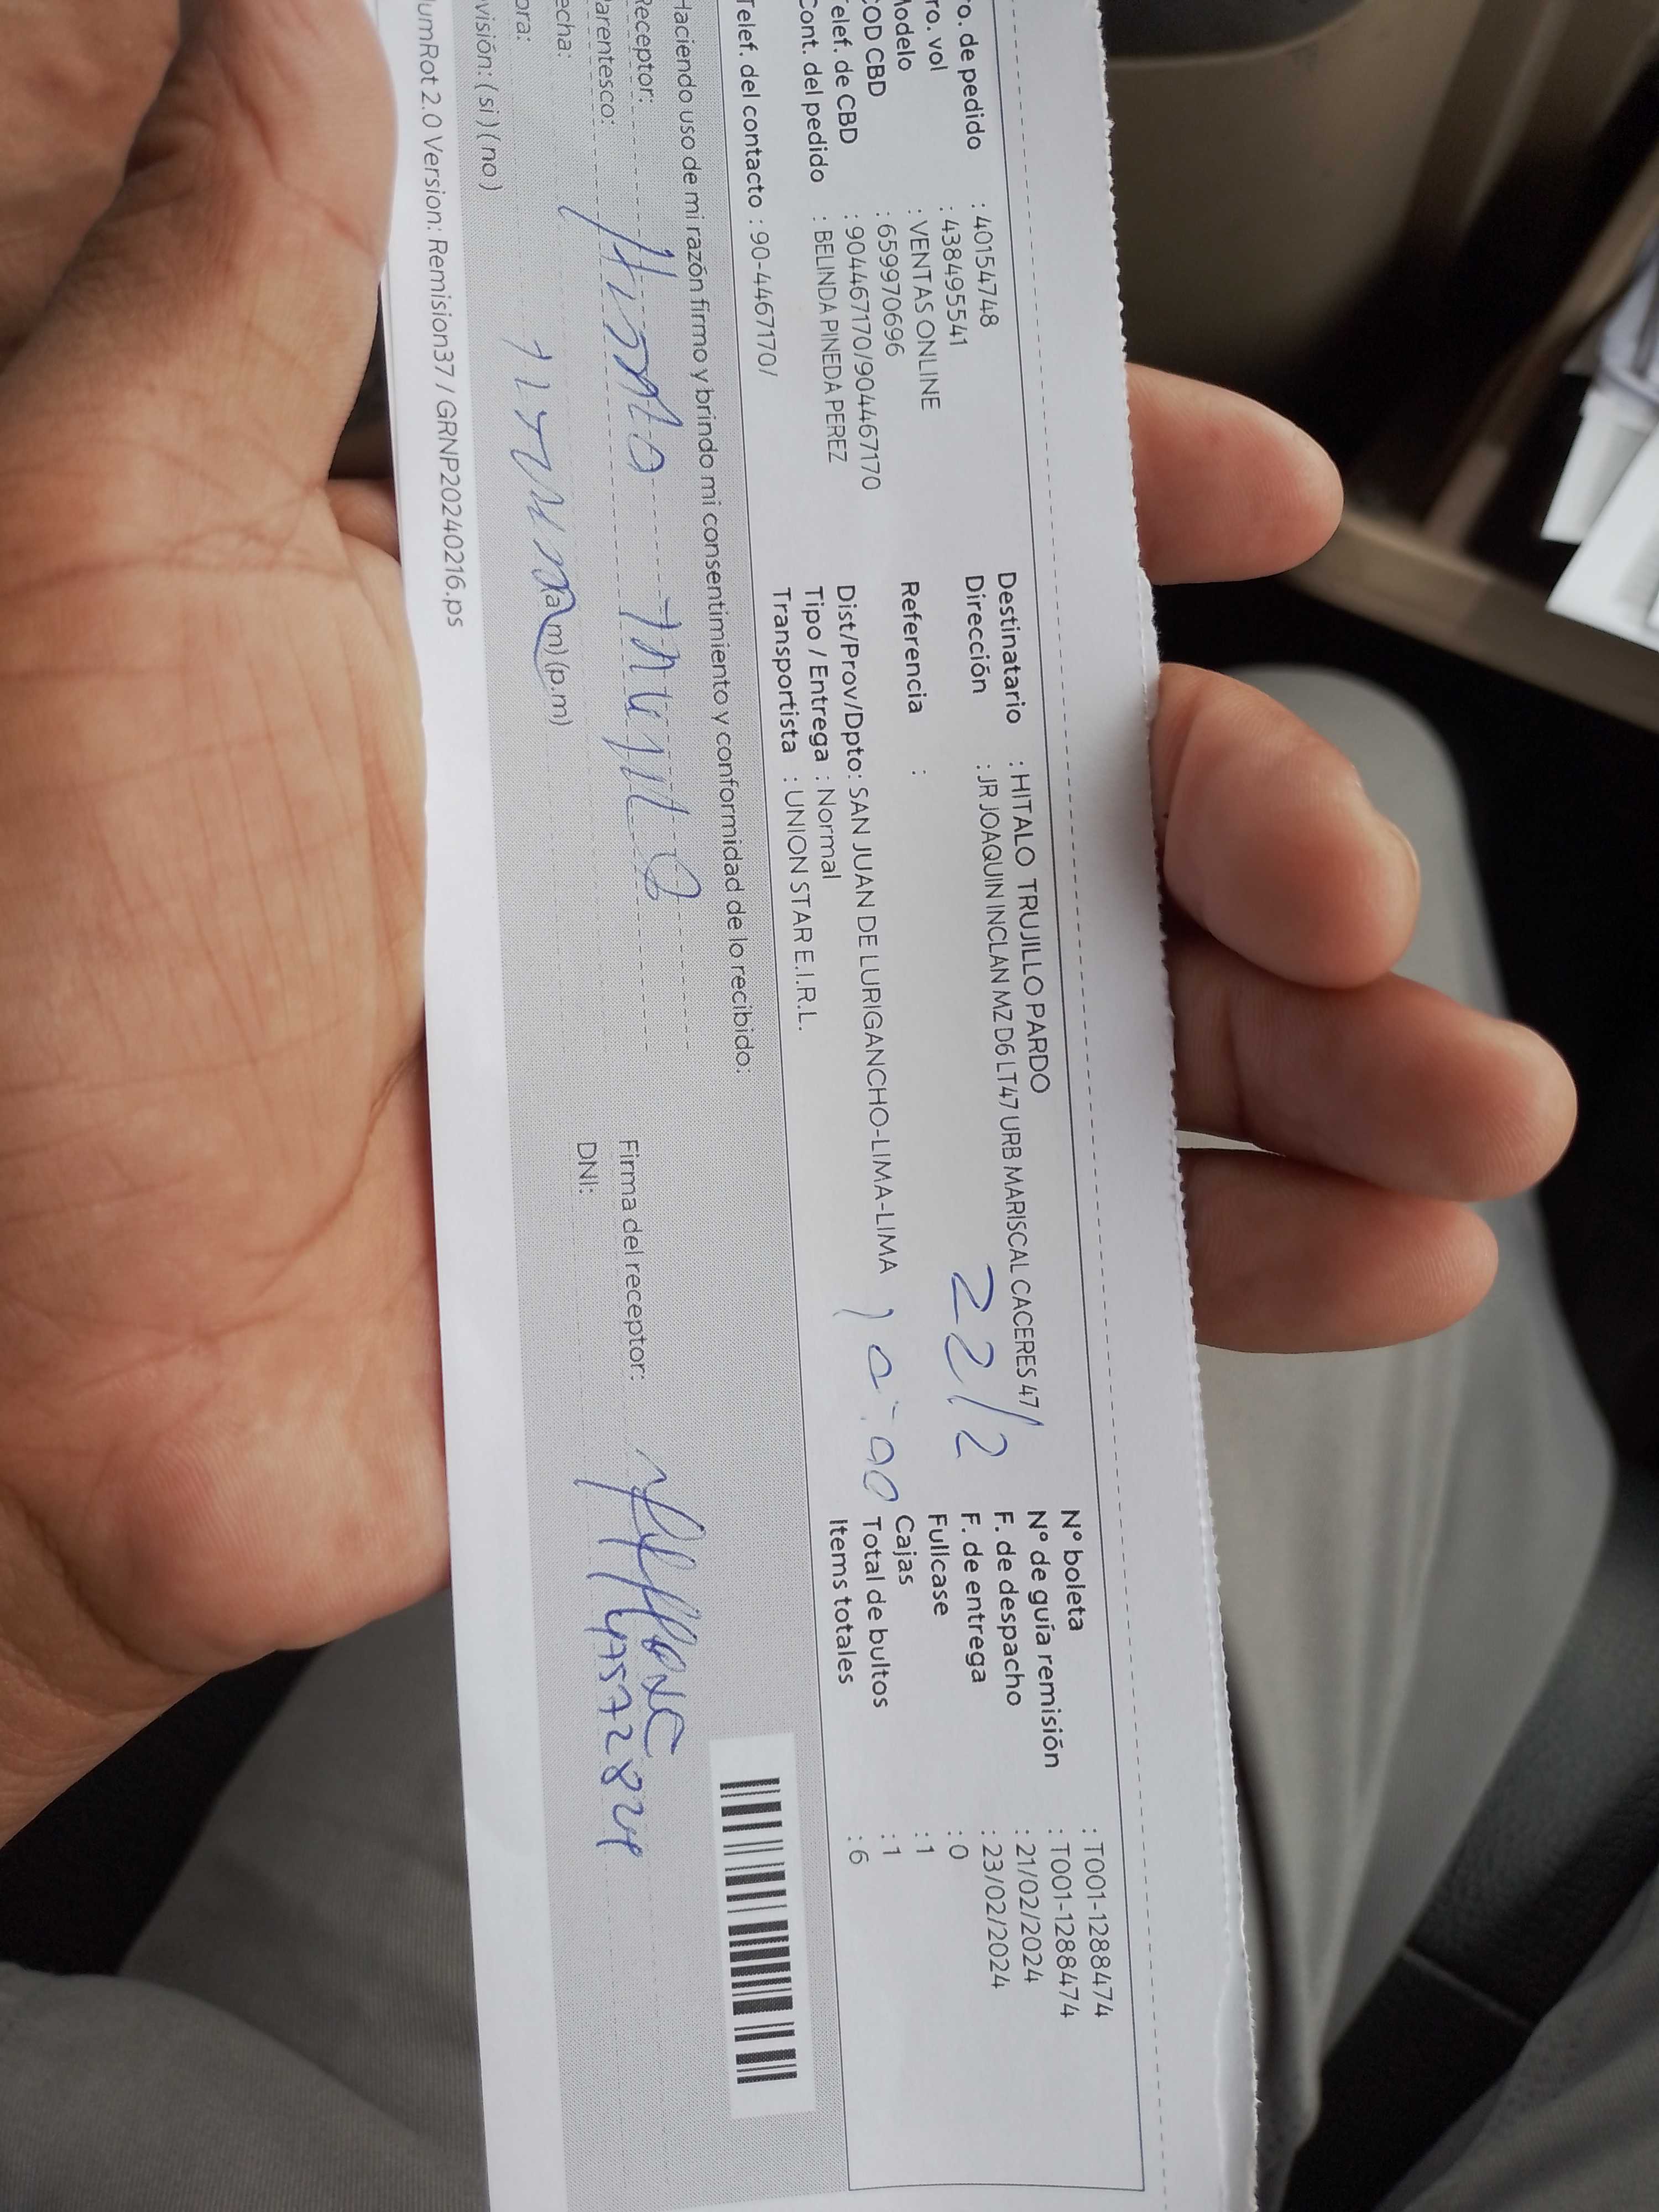 ro. de pedido : 40154748
ro. vol : 438495541
Modelo : VENTAS ONLINE
COD CBD : 659970696
Telef. de CBD : 904467170/904467170
Cont. del pedido : BELINDA PINEDA PEREZ
Telef. del contacto : 90-4467170/
Destinatario : HITALO TRUJILLO PARDO
Dirección : JR JOAQUIN INCLAN MZ D6 LT47 URB MARISCAL CACERES 47
Referencia :
Dist/Prov/Dpto: SAN JUAN DE LURIGANCHO-LIMA-LIMA
Tipo / Entrega : Normal
Transportista : UNION STAR E.I.R.L.
22/2
10:00
N° boleta : T001-1288474
N° de guía remisión : T001-1288474
F. de despacho : 21/02/2024
F. de entrega : 23/02/2024
Fullcase : 0
Cajas : 1
Total de bultos : 1
Items totales : 6
Haciendo uso de mi razón firmo y brindo mi consentimiento y conformidad de lo recibido:
Receptor: Trujillo
Parentesco:
echa:
ora: (a m) (p.m)
visión: ( si ) ( no )
Firma del receptor:
DNI: 47572824
umRot 2.0 Version: Remision37 / GRNP20240216.ps